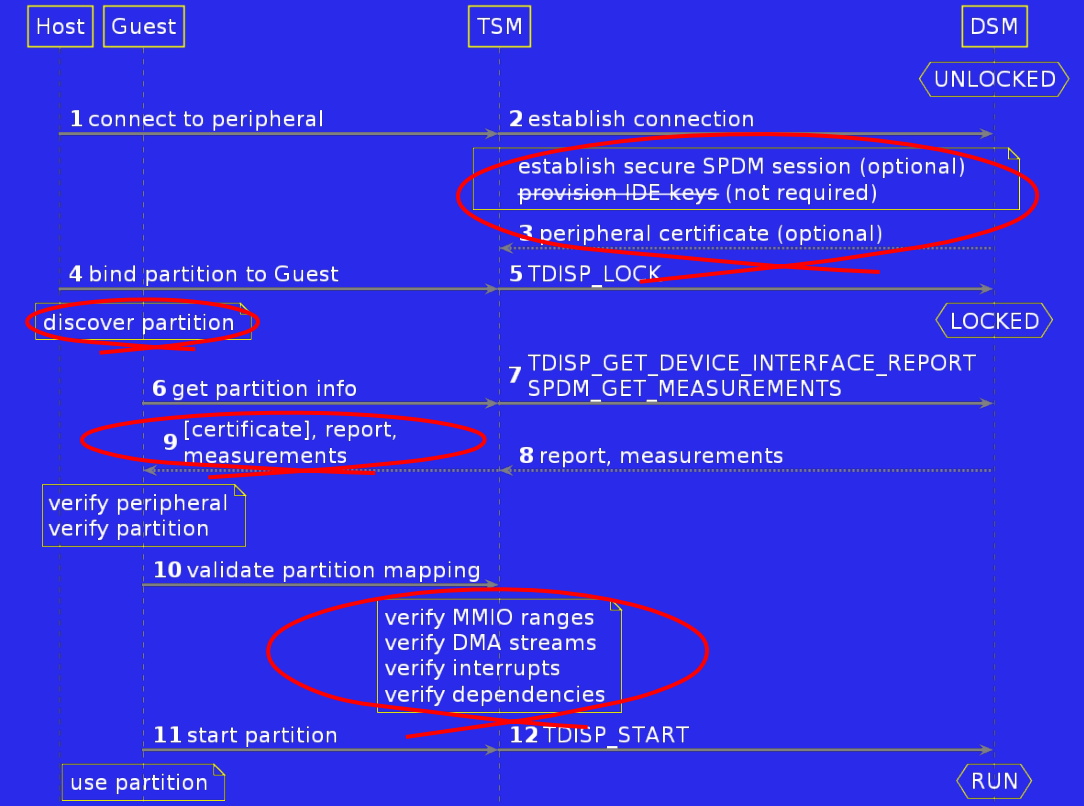 Host Guest TSM DSM
UNLOCKED
1 connect to peripheral 2 establish connection
establish secure SPDM session (optional)
provision IDE keys (not required)
3 peripheral certificate (optional)
4 bind partition to Guest 5 TDISP_LOCK
discover partition LOCKED
6 get partition info 7 TDISP_GET_DEVICE_INTERFACE_REPORT
SPDM_GET_MEASUREMENTS
9 [certificate], report,
measurements 8 report, measurements
verify peripheral
verify partition
10 validate partition mapping
verify MMIO ranges
verify DMA streams
verify interrupts
verify dependencies
11 start partition 12 TDISP_START
use partition RUN